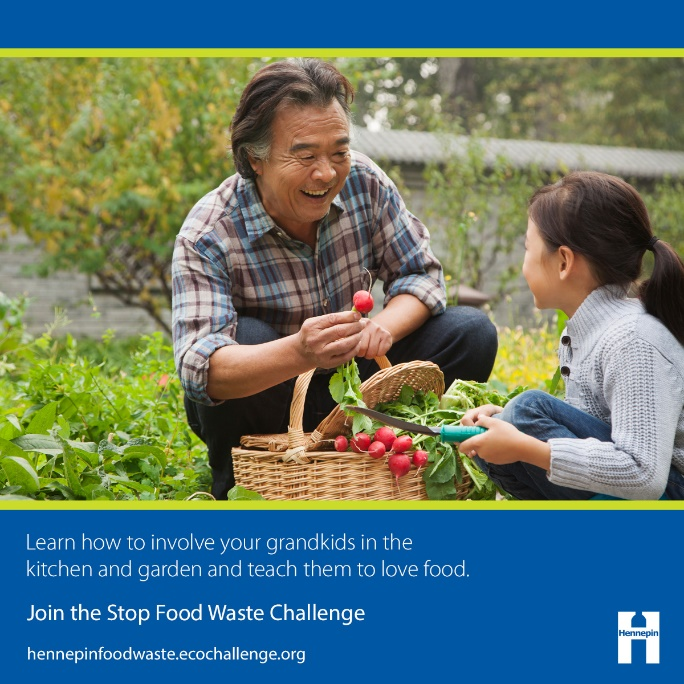 Learn how to involve your grandkids in the
kitchen and garden and teach them to love food.
Join the Stop Food Waste Challenge
hennepinfoodwaste.ecochallenge.org
Hennepin